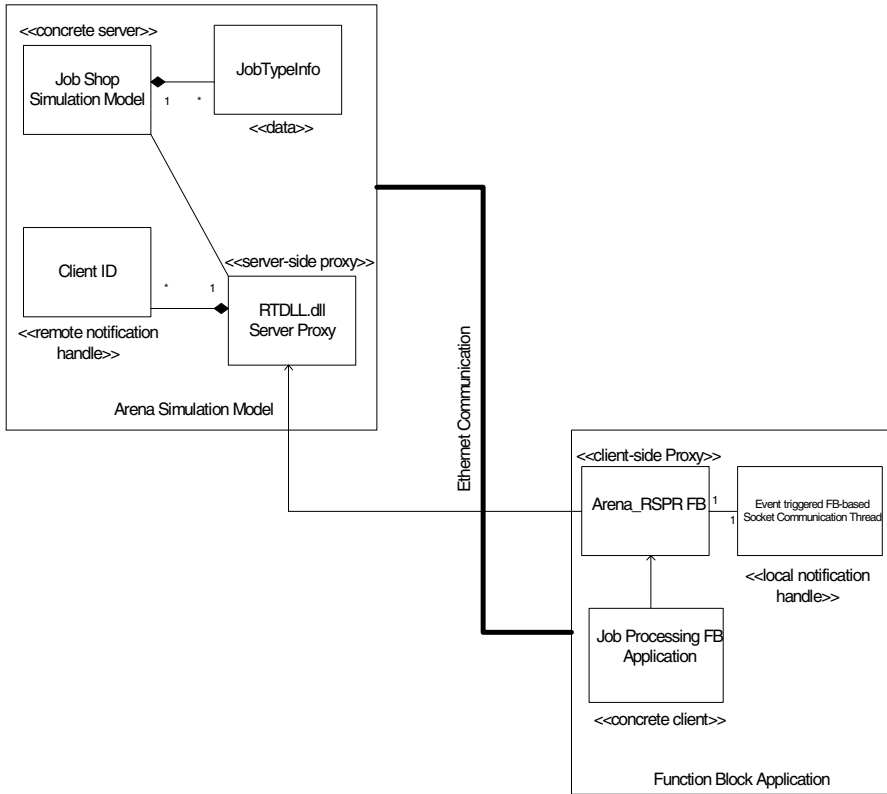 <<concrete server>>
Job Shop
Simulation Model
1
*
JobTypeInfo
<<data>>
Client ID
*
1
<<remote notification
handle>>
<<server-side proxy>>
RTDLL.dll
Server Proxy
Arena Simulation Model
Ethernet Communication
<<client-side Proxy>>
Arena_RSPR FB
1
1
Event triggered FB-based
Socket Communication Thread
<<local notification
handle>>
Job Processing FB
Application
<<concrete client>>
Function Block Application